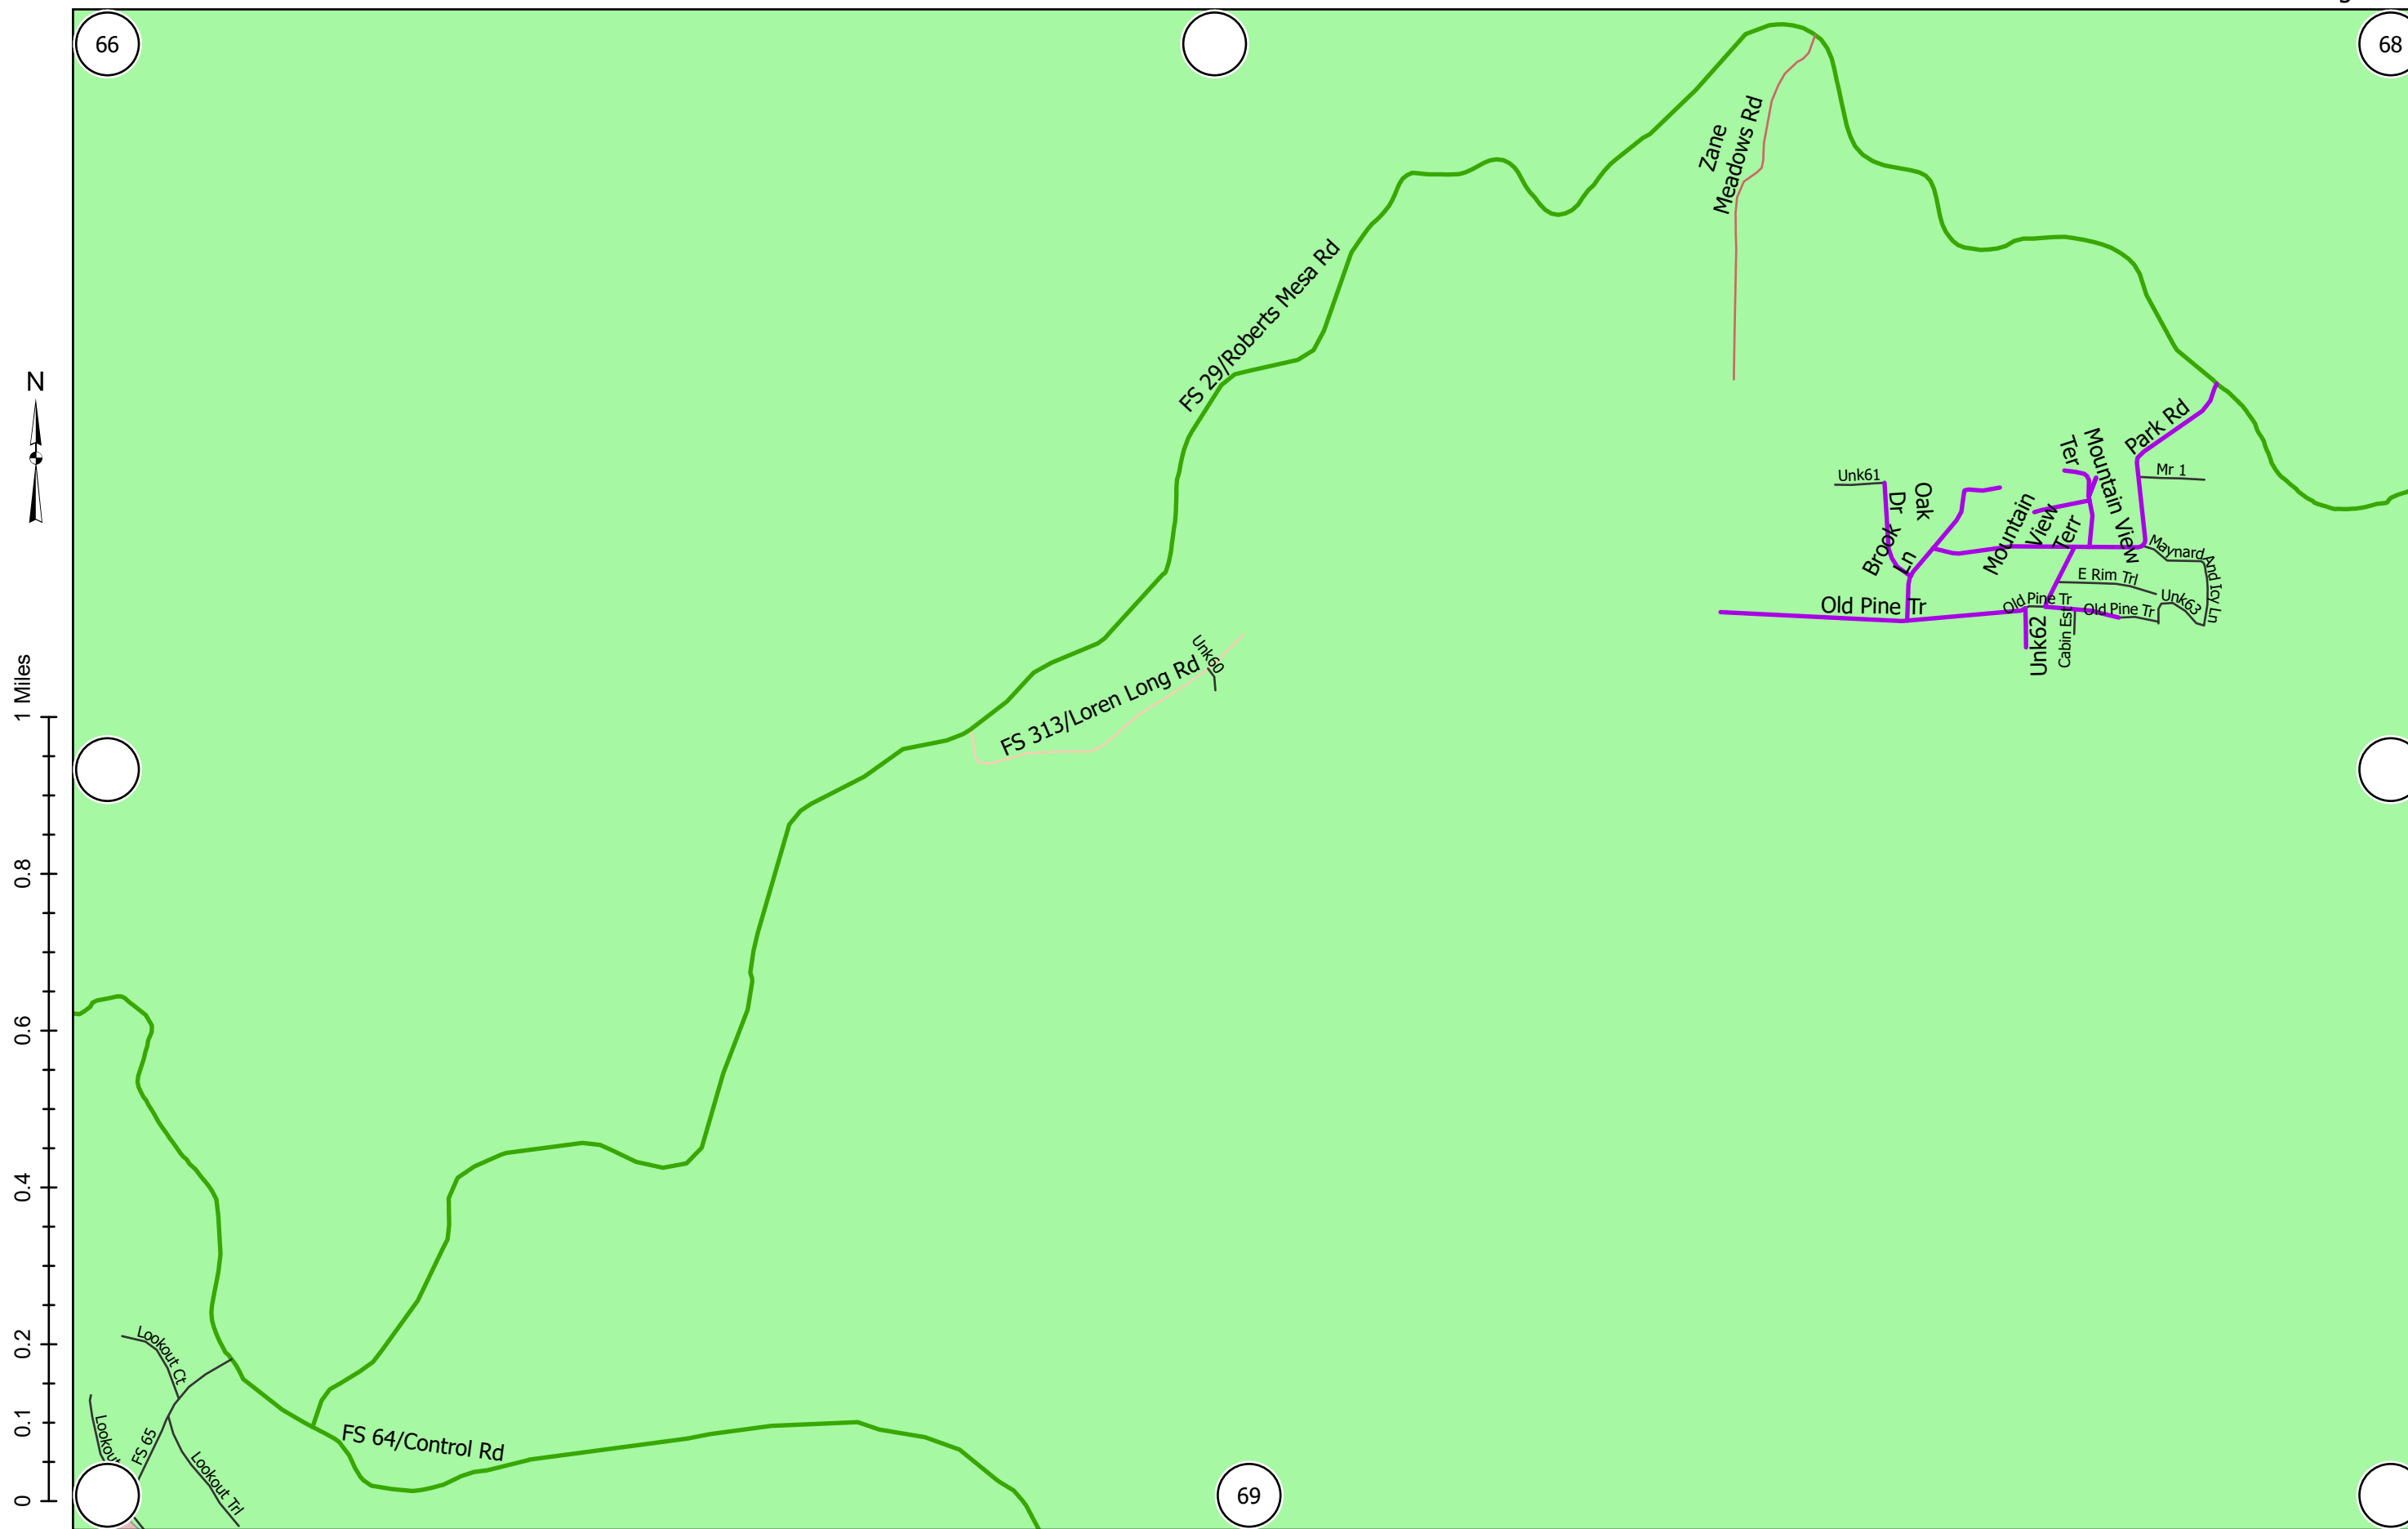 66
68
Zane
Meadows Rd
FS 29/Roberts Mesa Rd
N
Park Rd
Ter
Mountain View
Mr 1
Unk61
Oak
Dr
Mountain
View
Terr
Brook
Ln
Maynard And Icy Ln
E Rim Trl
Old Pine Tr
Old Pine Tr
Old Pine Tr
Unk63
Unk62
Cabin Est
Unk60
FS 313/Loren Long Rd
1 Miles
0.8
0.6
0.4
0.2
0.1
0
Lookout Ct
Lookout
FS 65
Lookout Trl
FS 64/Control Rd
69